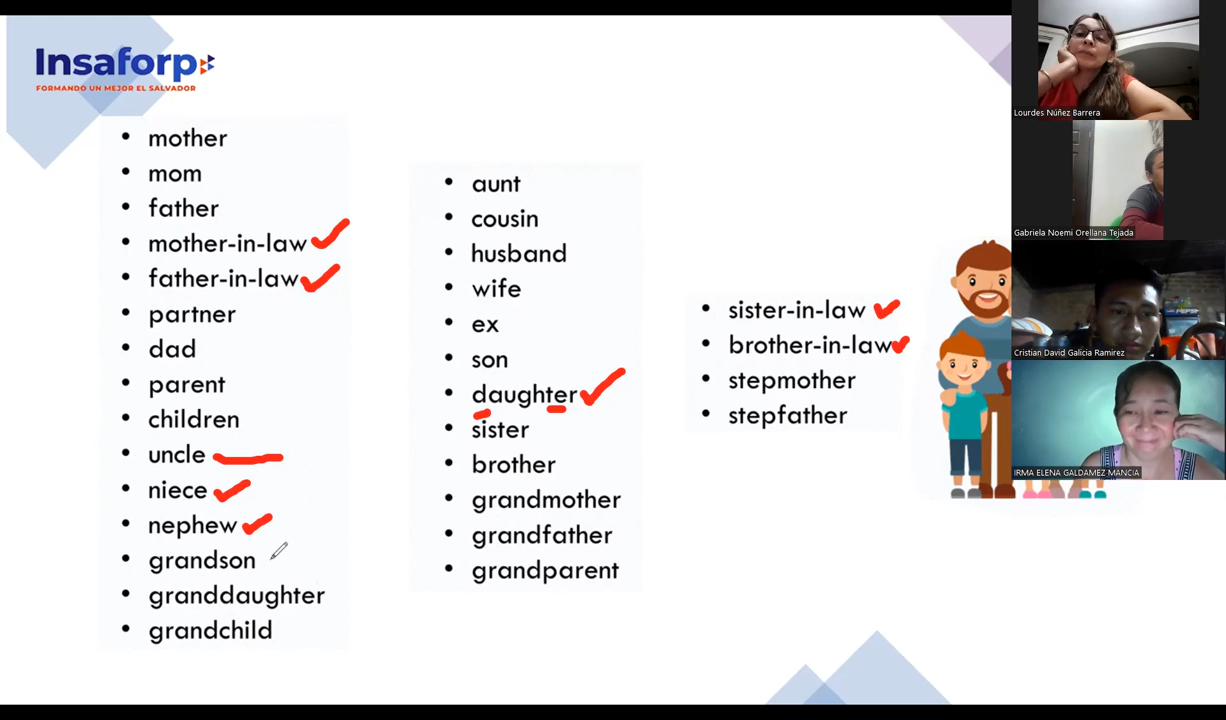 Insaforp
FORMANDO UN MEJOR EL SALVADOR
• mother
• mom
• father
• mother-in-law
• father-in-law
• partner
• dad
• parent
• children
• uncle
• niece
• nephew
• grandson
• granddaughter
• grandchild
• aunt
• cousin
• husband
• wife
• ex
• son
• daughter
• sister
• brother
• grandmother
• grandfather
• grandparent
• sister-in-law
• brother-in-law
• stepmother
• stepfather
Lourdes Núñez Barrera
Gabriela Noemi Orellana Tejada
PEPSI
Cristian David Galicia Ramirez
IRMA ELENA GALDAMEZ MANCIA